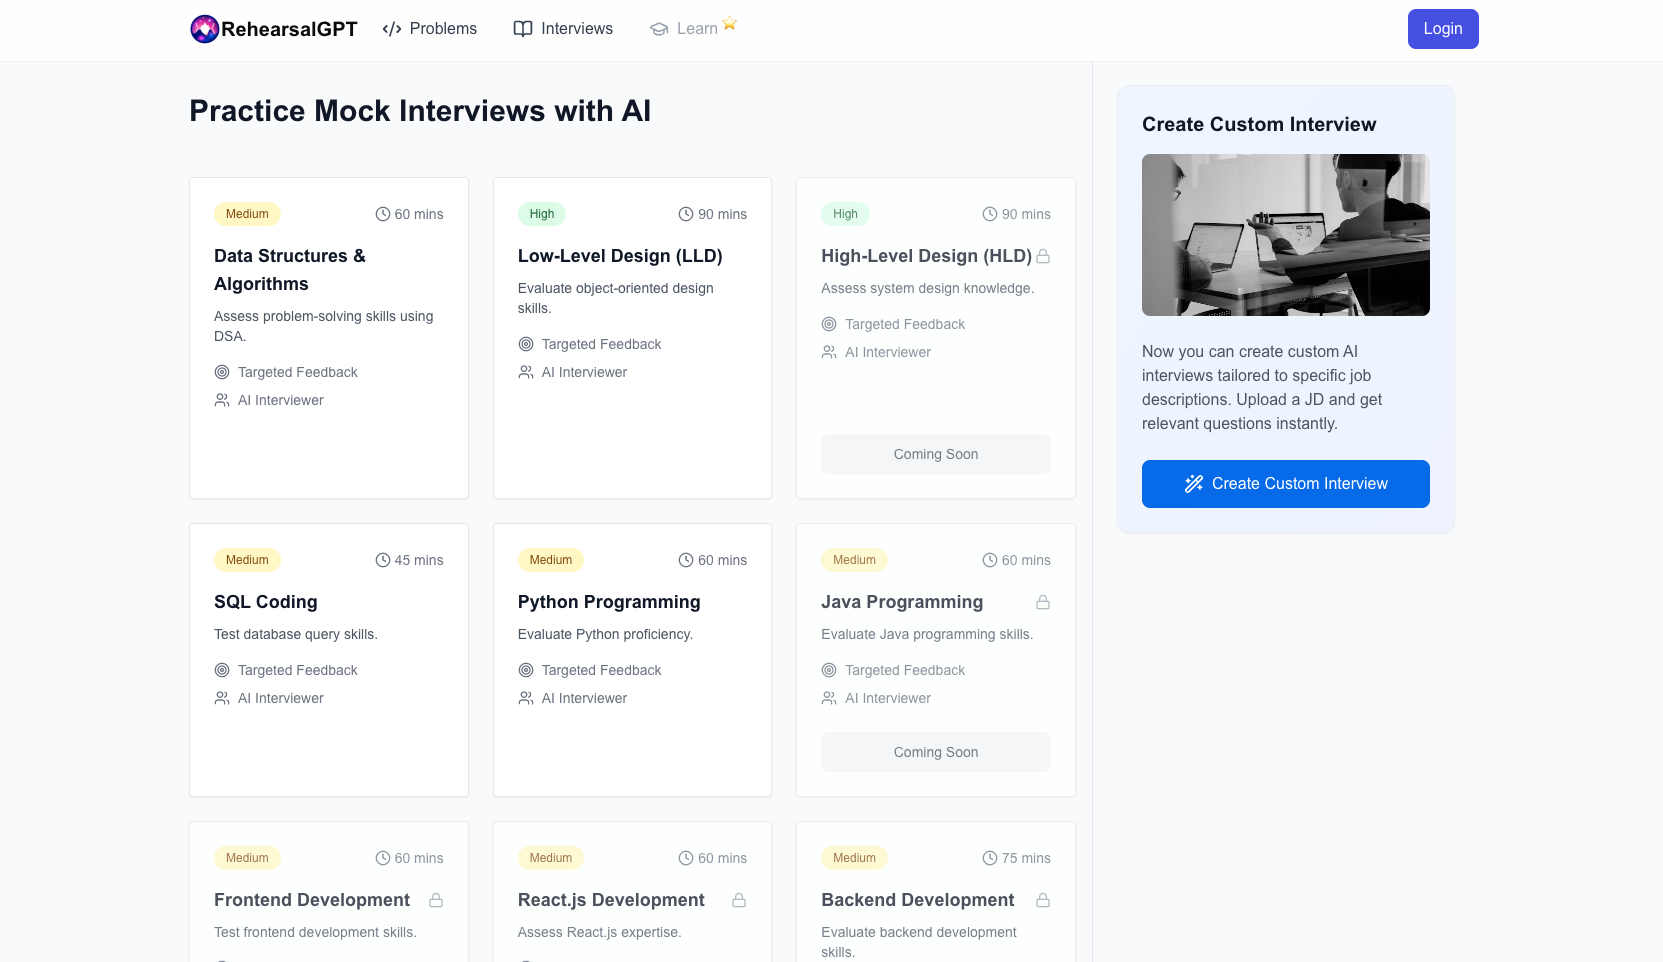 RehearsalGPT
Problems
Interviews
Learn
Login
Practice Mock Interviews with AI
Medium
60 mins
Data Structures &
Algorithms
Assess problem-solving skills using
DSA.
Targeted Feedback
AI Interviewer
High
90 mins
Low-Level Design (LLD)
Evaluate object-oriented design
skills.
Targeted Feedback
AI Interviewer
High
90 mins
High-Level Design (HLD)
Assess system design knowledge.
Targeted Feedback
AI Interviewer
Coming Soon
Medium
45 mins
SQL Coding
Test database query skills.
Targeted Feedback
AI Interviewer
Medium
60 mins
Python Programming
Evaluate Python proficiency.
Targeted Feedback
AI Interviewer
Medium
60 mins
Java Programming
Evaluate Java programming skills.
Targeted Feedback
AI Interviewer
Coming Soon
Medium
60 mins
Frontend Development
Test frontend development skills.
Medium
60 mins
React.js Development
Assess React.js expertise.
Medium
75 mins
Backend Development
Evaluate backend development
skills.
Create Custom Interview
Now you can create custom AI
interviews tailored to specific job
descriptions. Upload a JD and get
relevant questions instantly.
Create Custom Interview